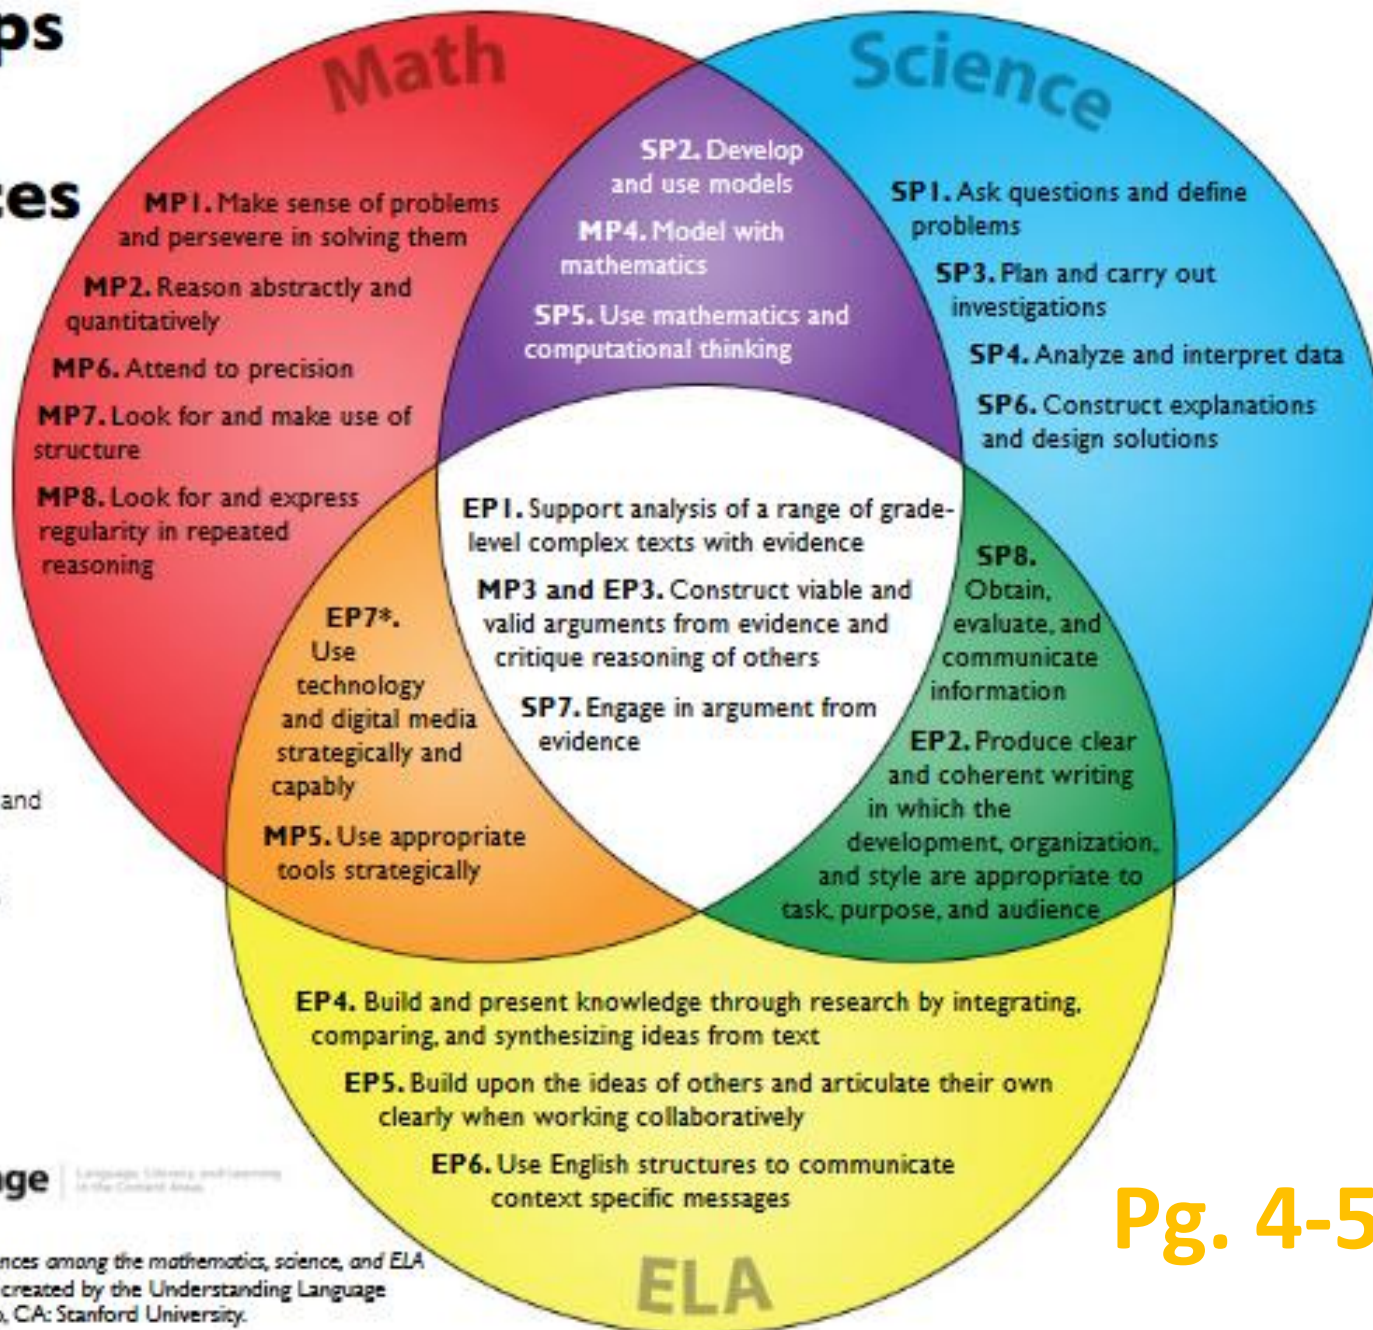 ps
ces
Math
Science
MP1. Make sense of problems
and persevere in solving them
MP2. Reason abstractly and
quantitatively
MP6. Attend to precision
MP7. Look for and make use of
structure
MP8. Look for and express
regularity in repeated
reasoning
SP2. Develop
and use models
MP4. Model with
mathematics
SP5. Use mathematics and
computational thinking
SP1. Ask questions and define
problems
SP3. Plan and carry out
investigations
SP4. Analyze and interpret data
SP6. Construct explanations
and design solutions
EP1. Support analysis of a range of grade-
level complex texts with evidence
MP3 and EP3. Construct viable and
valid arguments from evidence and
critique reasoning of others
SP7. Engage in argument from
evidence
EP7*.
Use
technology
and digital media
strategically and
capably
MP5. Use appropriate
tools strategically
SP8.
Obtain,
evaluate, and
communicate
information
EP2. Produce clear
and coherent writing
in which the
development, organization,
and style are appropriate to
task, purpose, and audience
and
EP4. Build and present knowledge through research by integrating,
comparing, and synthesizing ideas from text
EP5. Build upon the ideas of others and articulate their own
clearly when working collaboratively
EP6. Use English structures to communicate
context specific messages
ELA
age
Language, Literacy, and Learning
in the Content Areas
Pg. 4-5
nces among the mathematics, science, and ELA
created by the Understanding Language
, CA: Stanford University.